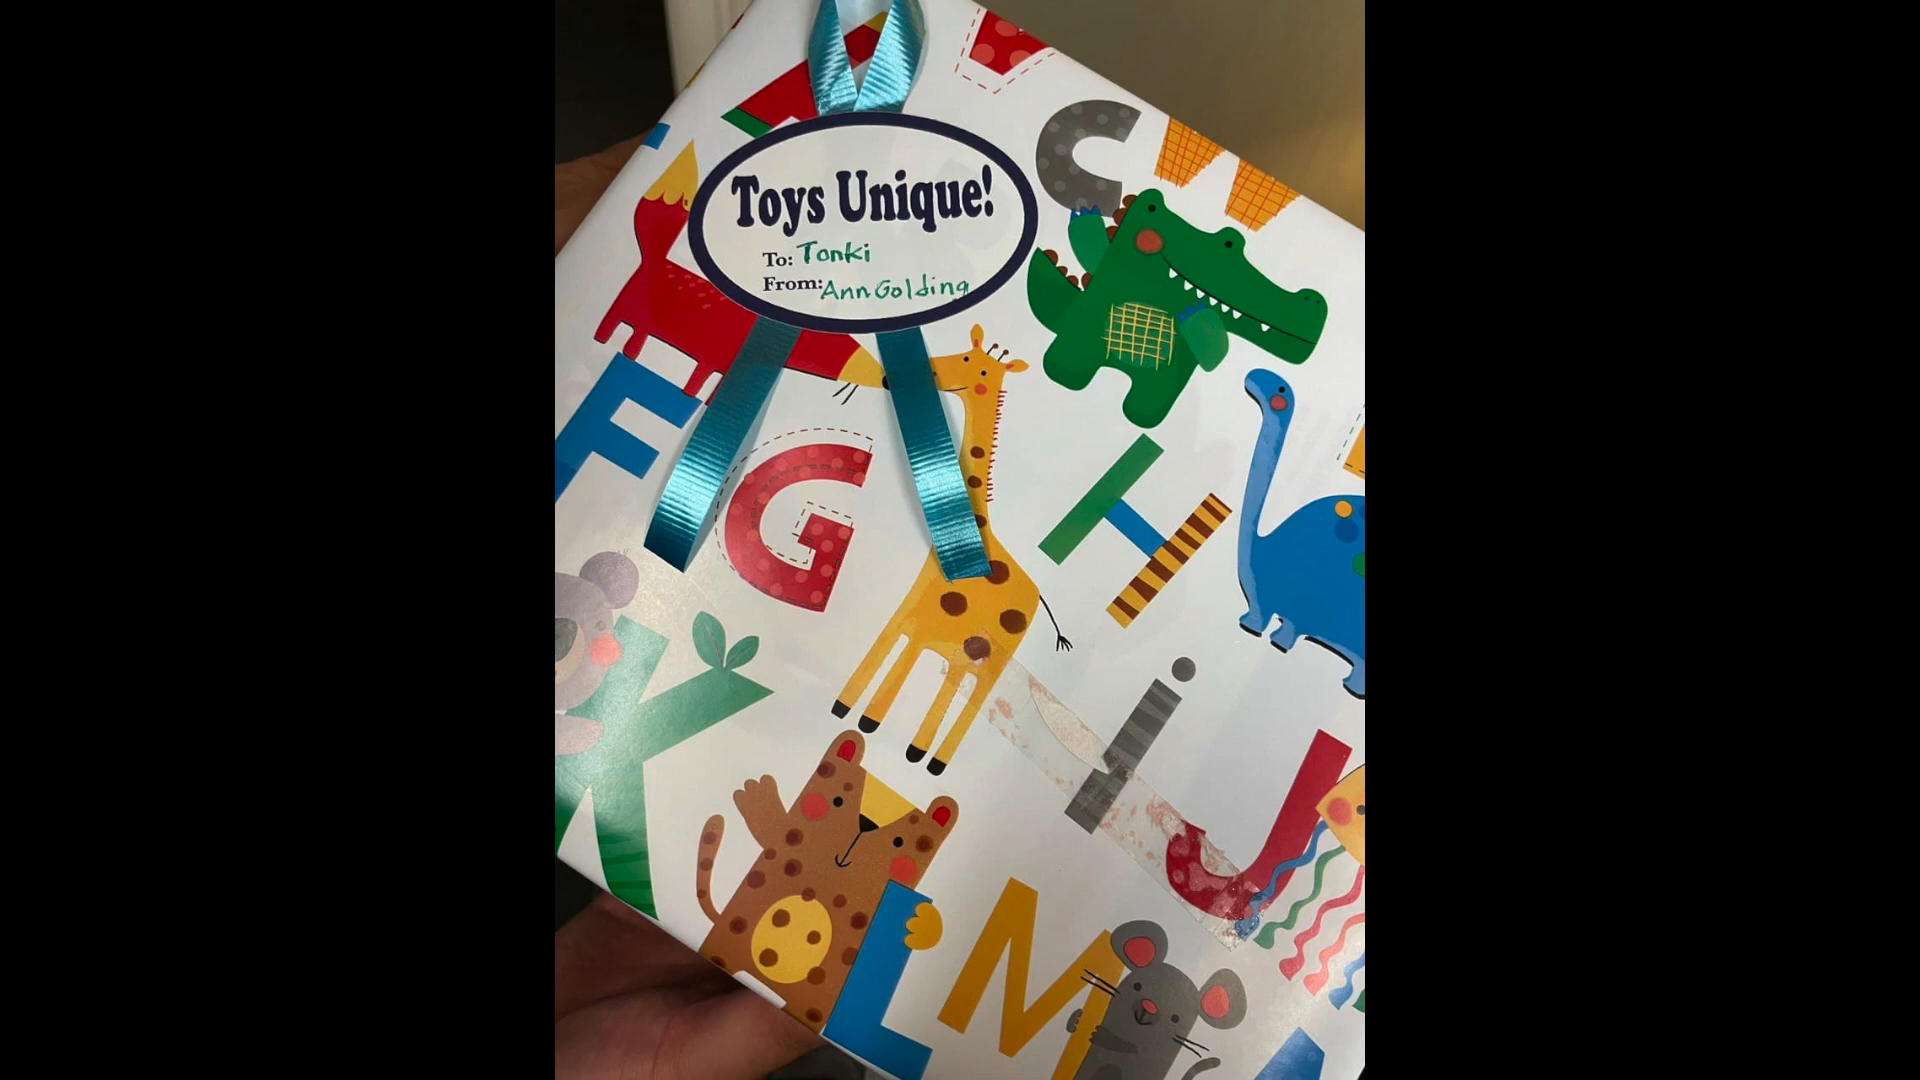 Toys Unique!
To: Tonki
From: Ann Golding
C
F
G
H
i
J
K
L
M